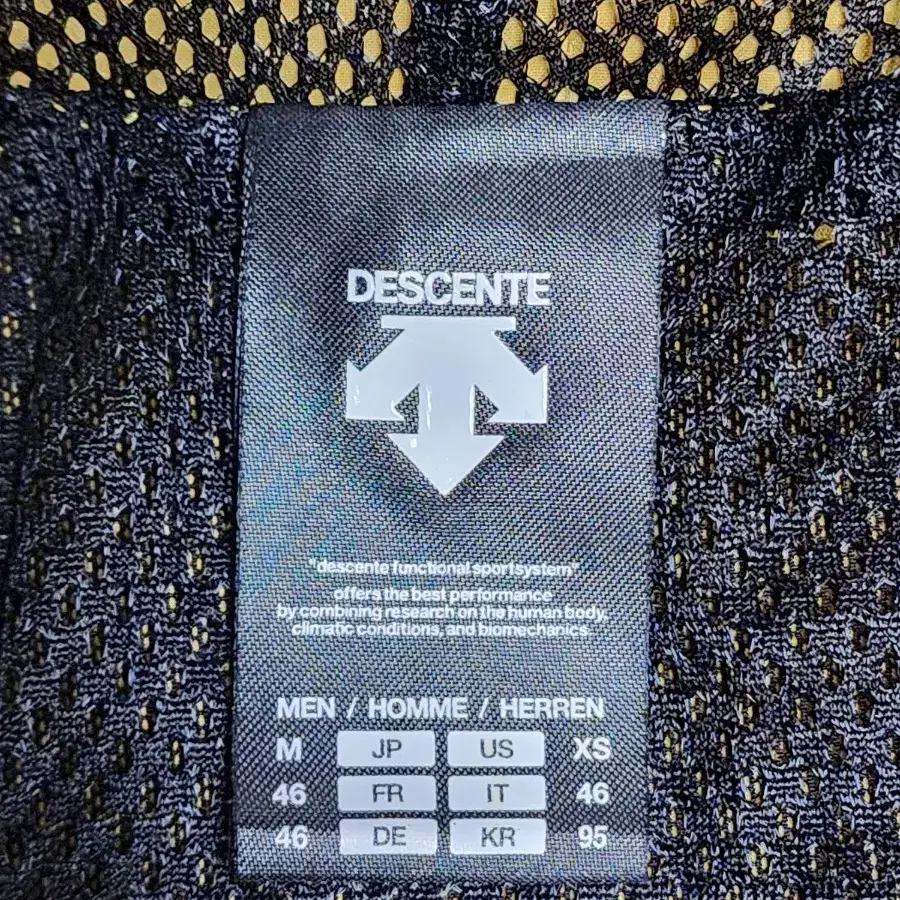 DESCENTE
"descente functional sportsystem"
offers the best performance
by combining research on the human body,
climatic conditions, and biomechanics.
MEN / HOMME / HERREN
M JP US XS
46 FR IT 46
46 DE KR 95